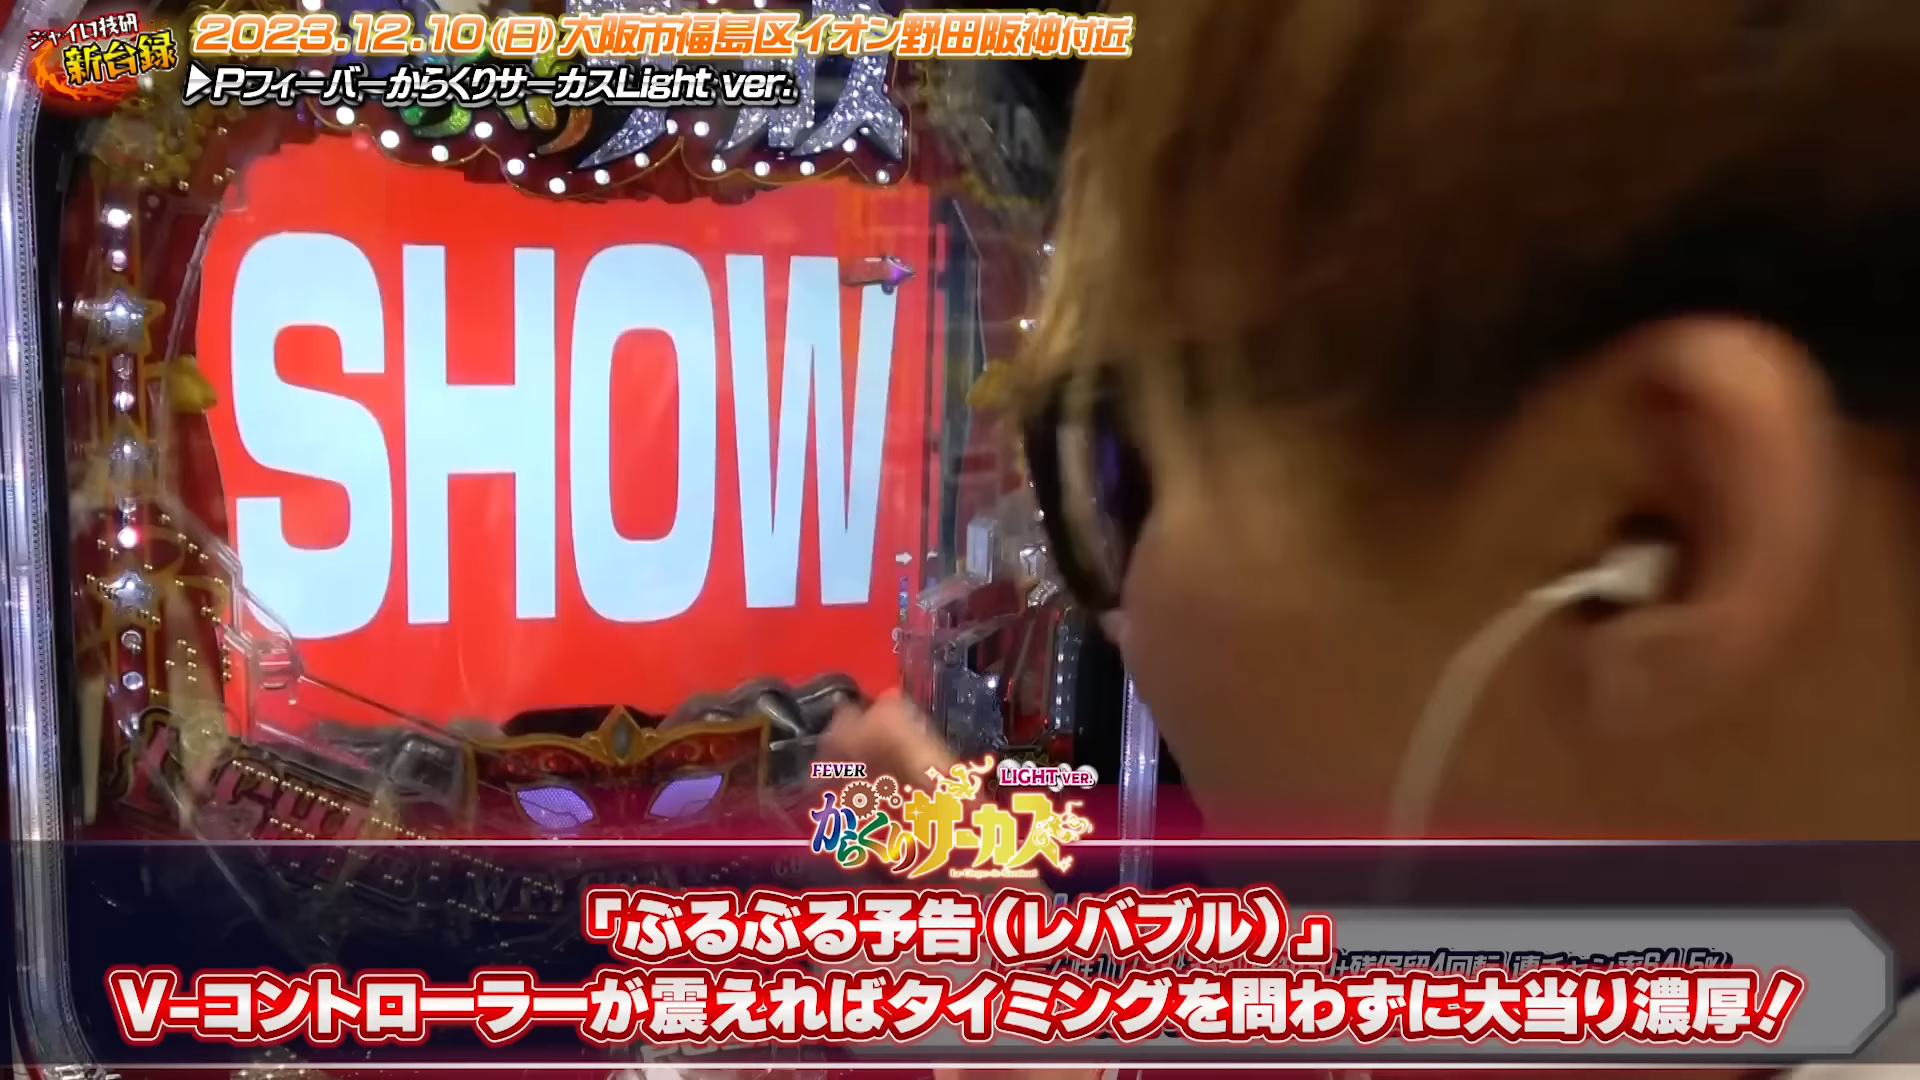 ジャイロ技研
新台録
2023.12.10(日)大阪市福島区イオン野田阪神付近
▶PフィーバーからくりサーカスLight ver.
SHOW
FEVER
LIGHT VER.
からくりサーカス
「ぶるぶる予告(レバブル)」
V-コントローラーが震えればタイミングを問わずに大当り濃厚!